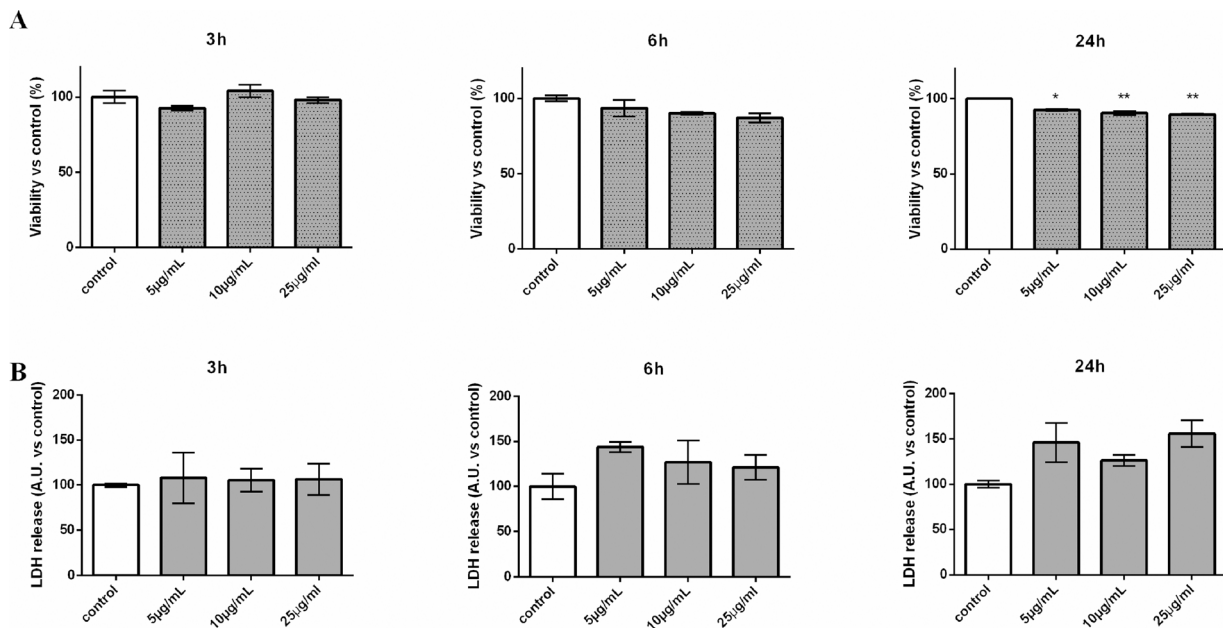 A
3h
Viability vs control (%)
150
100
50
0
control
5µg/mL
10µg/mL
25µg/ml
6h
Viability vs control (%)
150
100
50
0
control
5µg/mL
10µg/mL
25µg/ml
24h
Viability vs control (%)
150
100
50
0
*
**
**
control
5µg/mL
10µg/mL
25µg/ml
B
3h
LDH release (A.U. vs control)
200
150
100
50
0
control
5µg/mL
10µg/mL
25µg/ml
6h
LDH release (A.U. vs control)
200
150
100
50
0
control
5µg/mL
10µg/mL
25µg/ml
24h
LDH release (A.U. vs control)
200
150
100
50
0
control
5µg/mL
10µg/mL
25µg/ml